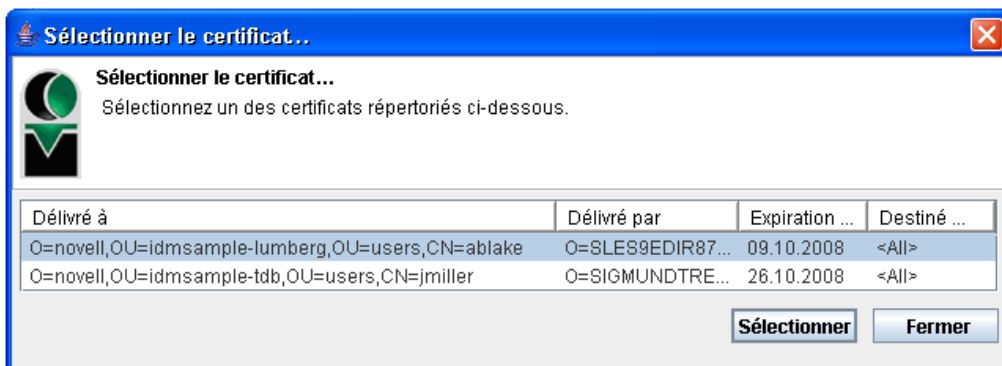 Sélectionner le certificat...
Sélectionner le certificat...
Sélectionnez un des certificats répertoriés ci-dessous.
Délivré à Délivré par Expiration ... Destiné ...
O=novell,OU=idmsample-lumberg,OU=users,CN=ablake O=SLES9EDIR87... 09.10.2008 <All>
O=novell,OU=idmsample-tdb,OU=users,CN=jmiller O=SIGMUNDTRE... 26.10.2008 <All>
Sélectionner Fermer